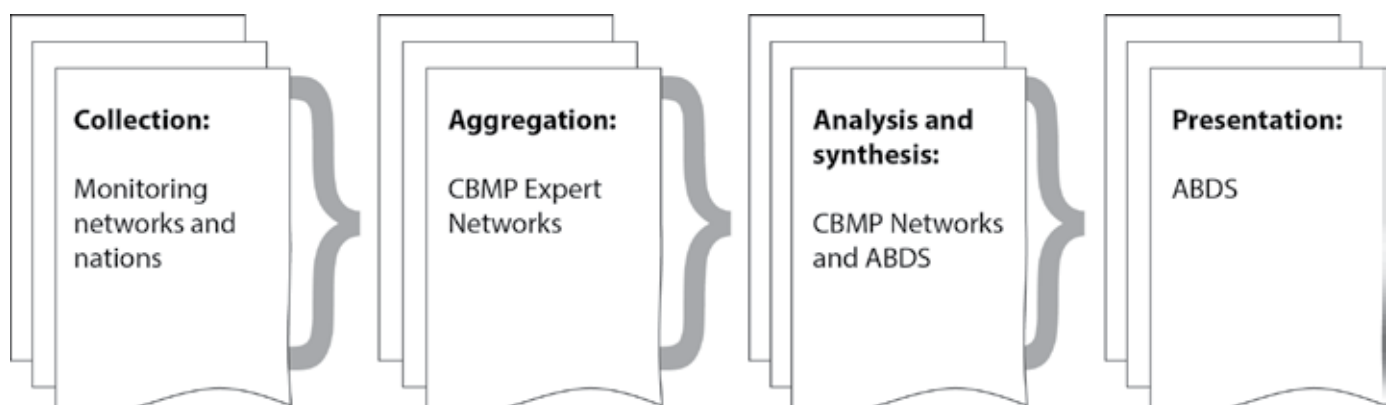 Collection:
Monitoring
networks and
nations
Aggregation:
CBMP Expert
Networks
Analysis and
synthesis:
CBMP Networks
and ABDS
Presentation:
ABDS